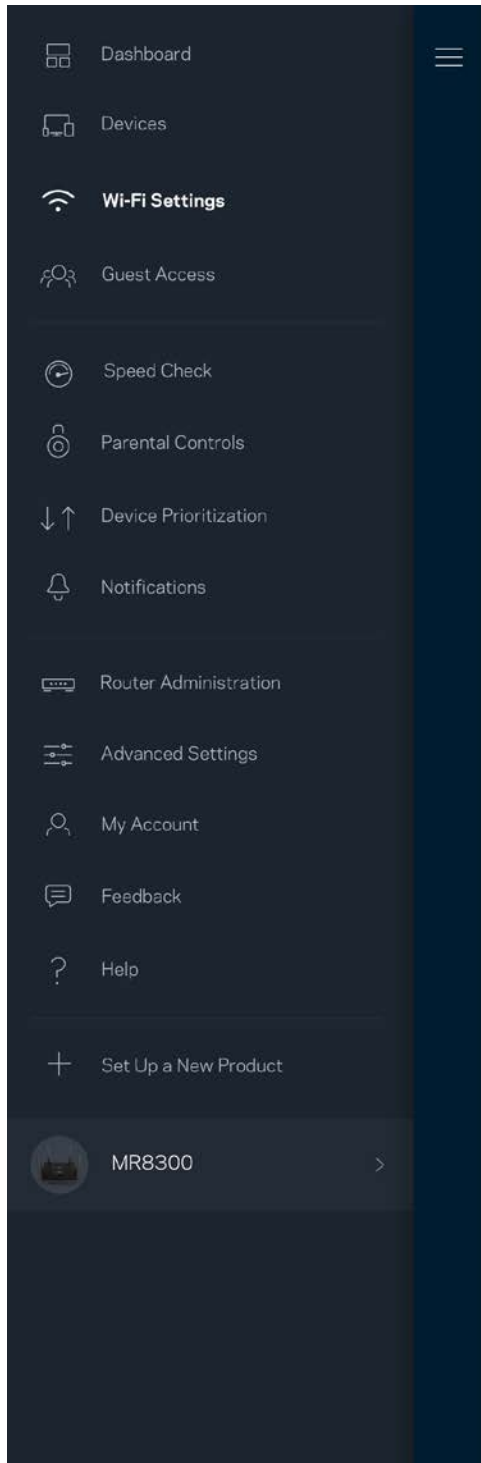 Dashboard
Devices
Wi-Fi Settings
Guest Access
Speed Check
Parental Controls
Device Prioritization
Notifications
Router Administration
Advanced Settings
My Account
Feedback
Help
Set Up a New Product
MR8300